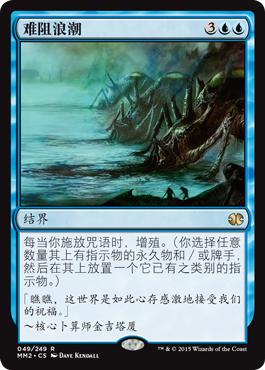 难阻浪潮 3
结界
每当你施放咒语时，增殖。（你选择任意
数量其上有指示物的永久物和／或牌手，
然后在其上放置一个它已有之类别的指
示物。）
「瞧瞧，这世界是如此心存感激地接受我们
的祝福。」
～核心卜算师金吉塔厦
049/249 R
MM2 • CS DAVE KENDALL
™ & © 2015 Wizards of the Coast